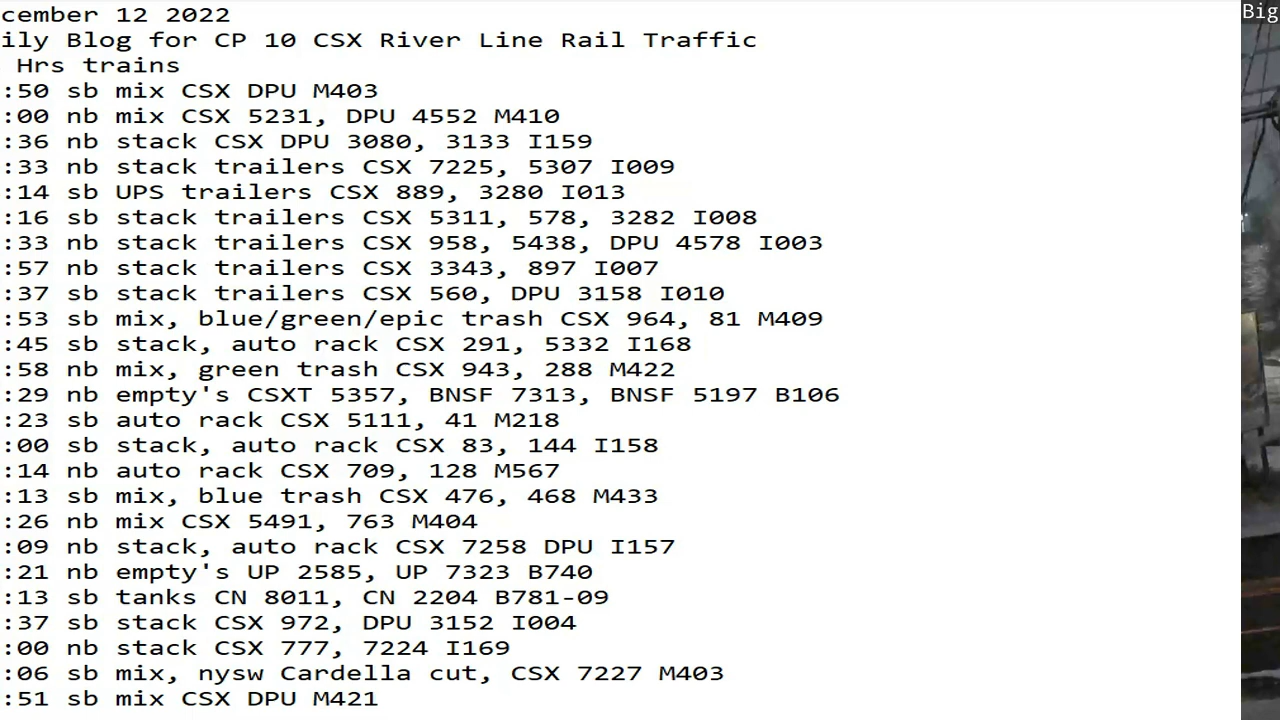 cember 12 2022
ily Blog for CP 10 CSX River Line Rail Traffic
Hrs trains
:50 sb mix CSX DPU M403
:00 nb mix CSX 5231, DPU 4552 M410
:36 nb stack CSX DPU 3080, 3133 I159
:33 nb stack trailers CSX 7225, 5307 I009
:14 sb UPS trailers CSX 889, 3280 I013
:16 sb stack trailers CSX 5311, 578, 3282 I008
:33 nb stack trailers CSX 958, 5438, DPU 4578 I003
:57 nb stack trailers CSX 3343, 897 I007
:37 sb stack trailers CSX 560, DPU 3158 I010
:53 sb mix, blue/green/epic trash CSX 964, 81 M409
:45 sb stack, auto rack CSX 291, 5332 I168
:58 nb mix, green trash CSX 943, 288 M422
:29 nb empty's CSXT 5357, BNSF 7313, BNSF 5197 B106
:23 sb auto rack CSX 5111, 41 M218
:00 sb stack, auto rack CSX 83, 144 I158
:14 nb auto rack CSX 709, 128 M567
:13 sb mix, blue trash CSX 476, 468 M433
:26 nb mix CSX 5491, 763 M404
:09 nb stack, auto rack CSX 7258 DPU I157
:21 nb empty's UP 2585, UP 7323 B740
:13 sb tanks CN 8011, CN 2204 B781-09
:37 sb stack CSX 972, DPU 3152 I004
:00 nb stack CSX 777, 7224 I169
:06 sb mix, nysw Cardella cut, CSX 7227 M403
:51 sb mix CSX DPU M421
Big